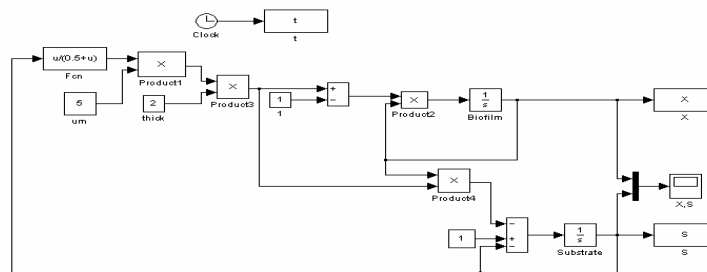 t
Clock
t
u/(0.5+u)
Fcn
×
Product1
5
um
2
thick
×
Product3
1
1
+
−
×
Product2
1
s
Biofilm
X
X
×
Product4
X,S
1
−
+
−
1
s
Substrate
S
S